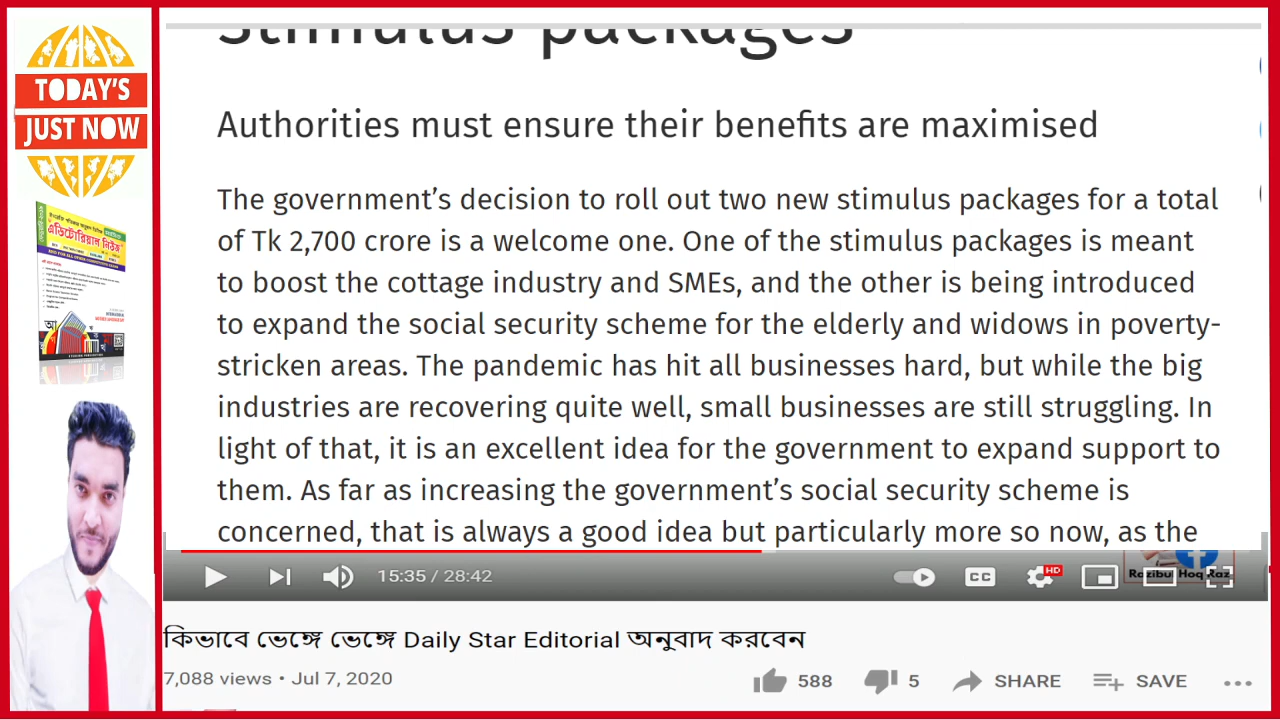 stimulus packages
TODAY'S
JUST NOW
Authorities must ensure their benefits are maximised
The government's decision to roll out two new stimulus packages for a total
of Tk 2,700 crore is a welcome one. One of the stimulus packages is meant
to boost the cottage industry and SMEs, and the other is being introduced
to expand the social security scheme for the elderly and widows in poverty-
stricken areas. The pandemic has hit all businesses hard, but while the big
industries are recovering quite well, small businesses are still struggling. In
light of that, it is an excellent idea for the government to expand support to
them. As far as increasing the government's social security scheme is
concerned, that is always a good idea but particularly more so now, as the
এডিটোরিয়াল নিউজ
15:35 / 28:42
CC
HD
Razibul Hoq Raz
কিভাবে ভেঙ্গে ভেঙ্গে Daily Star Editorial অনুবাদ করবেন
7,088 views • Jul 7, 2020
588
5
SHARE
SAVE